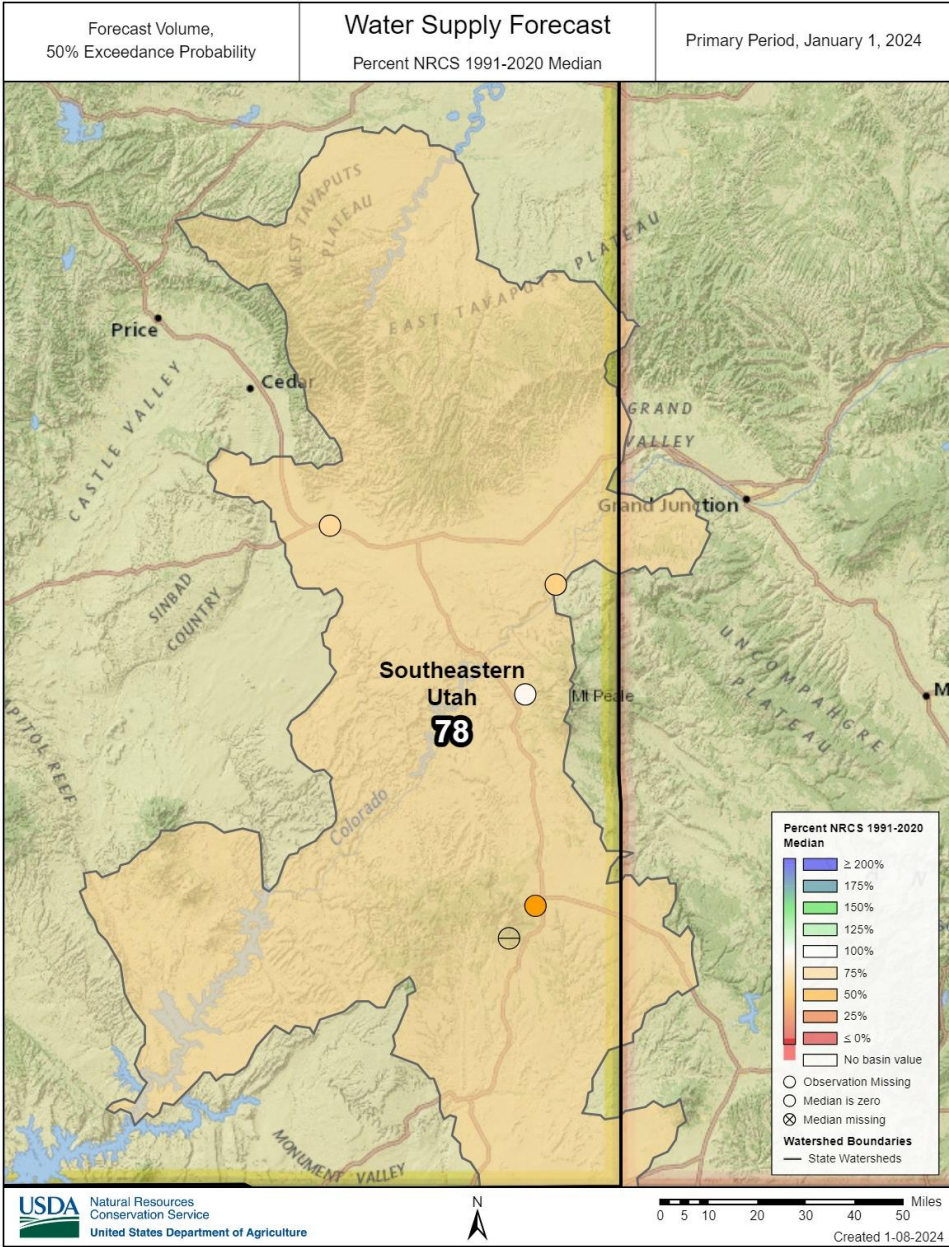 Forecast Volume,
50% Exceedance Probability
Water Supply Forecast
Percent NRCS 1991-2020 Median
Primary Period, January 1, 2024
WEST TAVAPUTS
PLATEAU
EAST TAVAPUTS PLATEAU
Price
Cedar
CASTLE VALLEY
GRAND
VALLEY
Grand Junction
SINBAD
COUNTRY
Southeastern
Utah
78
Mt Peale
UNCOMPAHGRE
PLATEAU
M
APITOL REEF
Colorado
MONUMENT VALLEY
Percent NRCS 1991-2020
Median
≥ 200%
175%
150%
125%
100%
75%
50%
25%
≤ 0%
No basin value
Observation Missing
Median is zero
Median missing
Watershed Boundaries
State Watersheds
USDA
Natural Resources
Conservation Service
United States Department of Agriculture
N
Miles
0 5 10 20 30 40 50
Created 1-08-2024